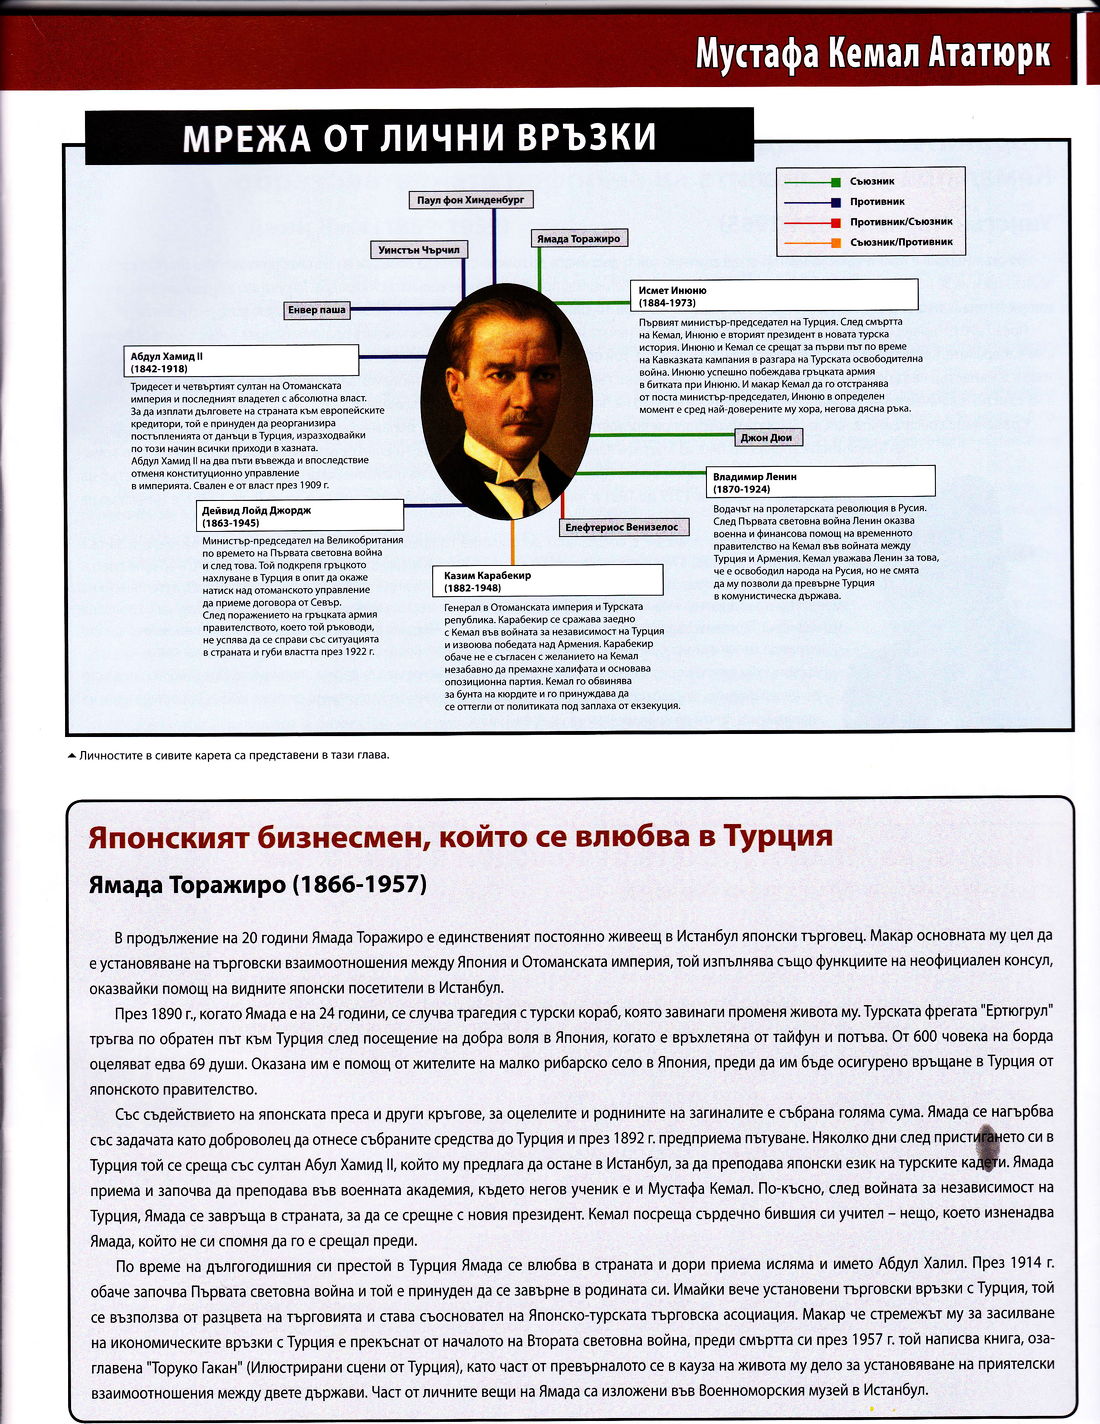 Мустафа Кемал Ататюрк
МРЕЖА ОТ ЛИЧНИ ВРЪЗКИ
Съюзник
Противник
Противник/Съюзник
Съюзник/Противник
Паул фон Хинденбург
Уинстън Чърчил
Ямада Торажиро
Енвер паша
Исмет Инюню
(1884-1973)
Първият министър-председател на Турция. След смъртта
на Кемал, Инюню е вторият президент в новата турска
история. Инюню и Кемал се срещат за първи път по време
на Кавказката кампания в разгара на Турската освободителна
война. Инюню успешно побеждава гръцката армия
в битката при Инюню. И макар Кемал да го отстранява
от поста министър-председател, Инюню в определен
момент е сред най-доверените му хора, негова дясна ръка.
Абдул Хамид II
(1842-1918)
Тридесет и четвъртият султан на Отоманската
империя и последният владетел с абсолютна власт.
За да изплати дълговете на страната към европейските
кредитори, той е принуден да реорганизира
постъпленията от данъци в Турция, изразходвайки
по този начин всички приходи в хазната.
Абдул Хамид II на два пъти въвежда и впоследствие
отменя конституционно управление
в империята. Свален е от власт през 1909 г.
Джон Дюи
Владимир Ленин
(1870-1924)
Водачът на пролетарската революция в Русия.
След Първата световна война Ленин оказва
военна и финансова помощ на временното
правителство на Кемал във войната между
Турция и Армения. Кемал уважава Ленин за това,
че е освободил народа на Русия, но не смята
да му позволи да превърне Турция
в комунистическа държава.
Дейвид Лойд Джордж
(1863-1945)
Министър-председател на Великобритания
по времето на Първата световна война
и след това. Той подкрепя гръцкото
нахлуване в Турция в опит да окаже
натиск над отоманското управление
да приеме договора от Севър.
След поражението на гръцката армия
правителството, което той ръководи,
не успява да се справи със ситуацията
в страната и губи властта през 1922 г.
Елефтериос Венизелос
Казим Карабекир
(1882-1948)
Генерал в Отоманската империя и Турската
република. Карабекир се сражава заедно
с Кемал във войната за независимост на Турция
и извоюва победата над Армения. Карабекир
обаче не е съгласен с желанието на Кемал
незабавно да премахне халифата и основава
опозиционна партия. Кемал го обвинява
за бунта на кюрдите и го принуждава да
се оттегли от политиката под заплаха от екзекуция.
Личностите в сивите карета са представени в тази глава.
Японският бизнесмен, който се влюбва в Турция
Ямада Торажиро (1866-1957)
В продължение на 20 години Ямада Торажиро е единственият постоянно живеещ в Истанбул японски търговец. Макар основната му цел да
е установяване на търговски взаимоотношения между Япония и Отоманската империя, той изпълнява също функциите на неофициален консул,
оказвайки помощ на видните японски посетители в Истанбул.
През 1890 г., когато Ямада е на 24 години, се случва трагедия с турски кораб, която завинаги променя живота му. Турската фрегата "Ертюгрул"
тръгва по обратен път към Турция след посещение на добра воля в Япония, когато е връхлетяна от тайфун и потъва. От 600 човека на борда
оцеляват едва 69 души. Оказана им е помощ от жителите на малко рибарско село в Япония, преди да им бъде осигурено връщане в Турция от
японското правителство.
Със съдействието на японската преса и други кръгове, за оцелелите и роднините на загиналите е събрана голяма сума. Ямада се нагърбва
със задачата като доброволец да отнесе събраните средства до Турция и през 1892 г. предприема пътуване. Няколко дни след пристигането си в
Турция той се среща със султан Абул Хамид II, който му предлага да остане в Истанбул, за да преподава японски език на турските кадети. Ямада
приема и започва да преподава във военната академия, където негов ученик е и Мустафа Кемал. По-късно, след войната за независимост на
Турция, Ямада се завръща в страната, за да се срещне с новия президент. Кемал посреща сърдечно бившия си учител – нещо, което изненадва
Ямада, който не си спомня да го е срещал преди.
По време на дългогодишния си престой в Турция Ямада се влюбва в страната и дори приема исляма и името Абдул Халил. През 1914 г.
обаче започва Първата световна война и той е принуден да се завърне в родината си. Имайки вече установени търговски връзки с Турция, той
се възползва от разцвета на търговията и става съосновател на Японско-турската търговска асоциация. Макар че стремежът му за засилване
на икономическите връзки с Турция е прекъснат от началото на Втората световна война, преди смъртта си през 1957 г. той написва книга, оза-
главена "Торуко Гакан" (Илюстрирани сцени от Турция), като част от превърналото се в кауза на живота му дело за установяване на приятелски
взаимоотношения между двете държави. Част от личните вещи на Ямада са изложени във Военноморския музей в Истанбул.